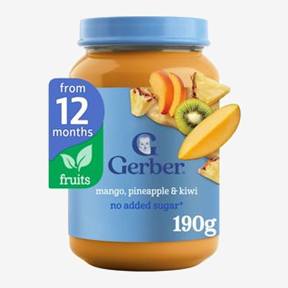 from
12
months
fruits
G
Gerber®
mango, pineapple & kiwi
no added sugar*
190g